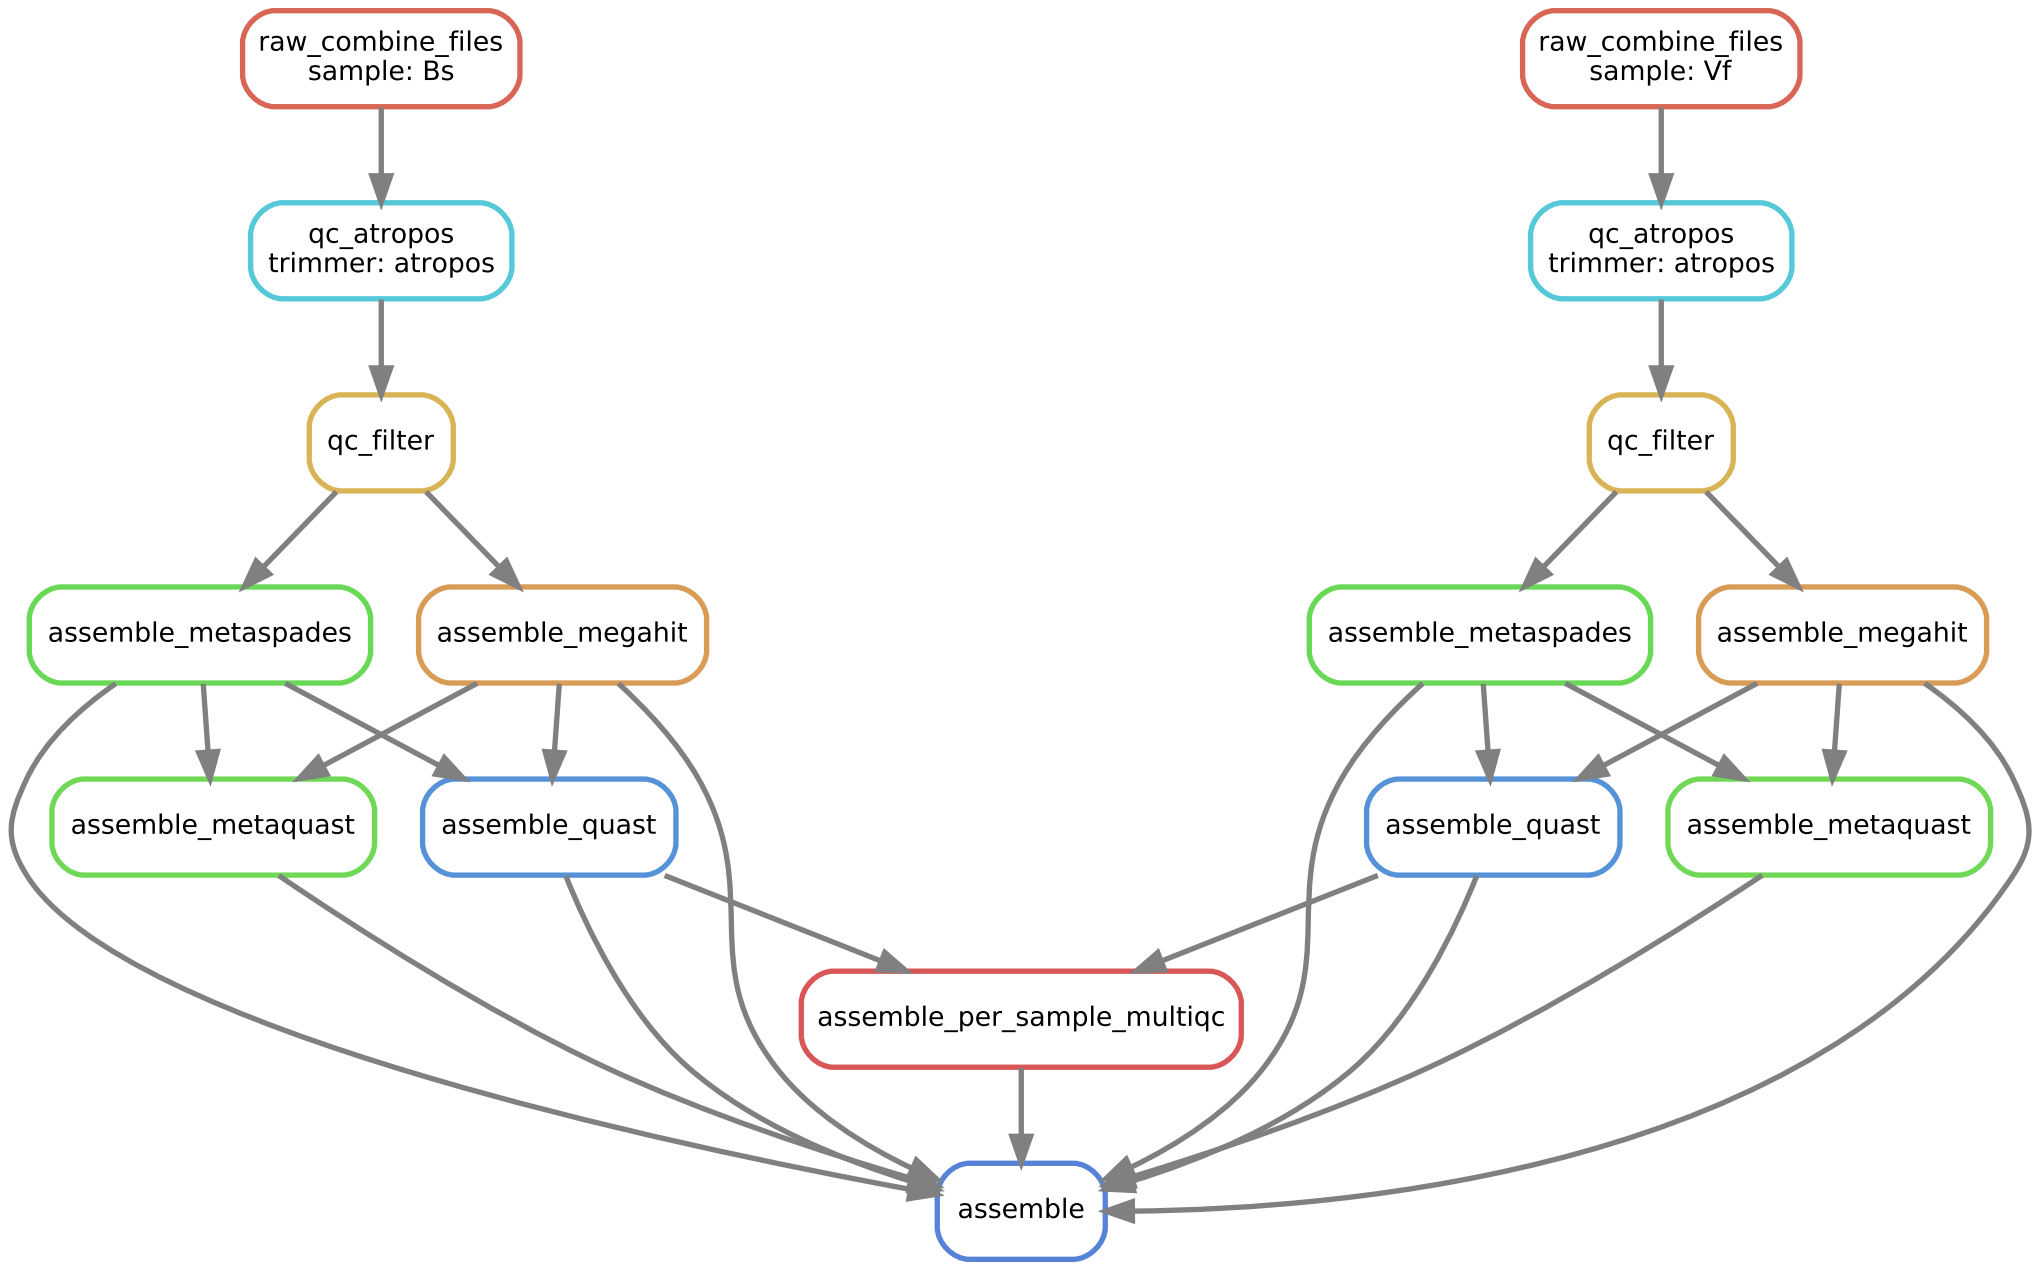 raw_combine_files
sample: Bs
raw_combine_files
sample: Vf
qc_atropos
trimmer: atropos
qc_atropos
trimmer: atropos
qc_filter
qc_filter
assemble_metaspades
assemble_megahit
assemble_metaspades
assemble_megahit
assemble_metaquast
assemble_quast
assemble_quast
assemble_metaquast
assemble_per_sample_multiqc
assemble